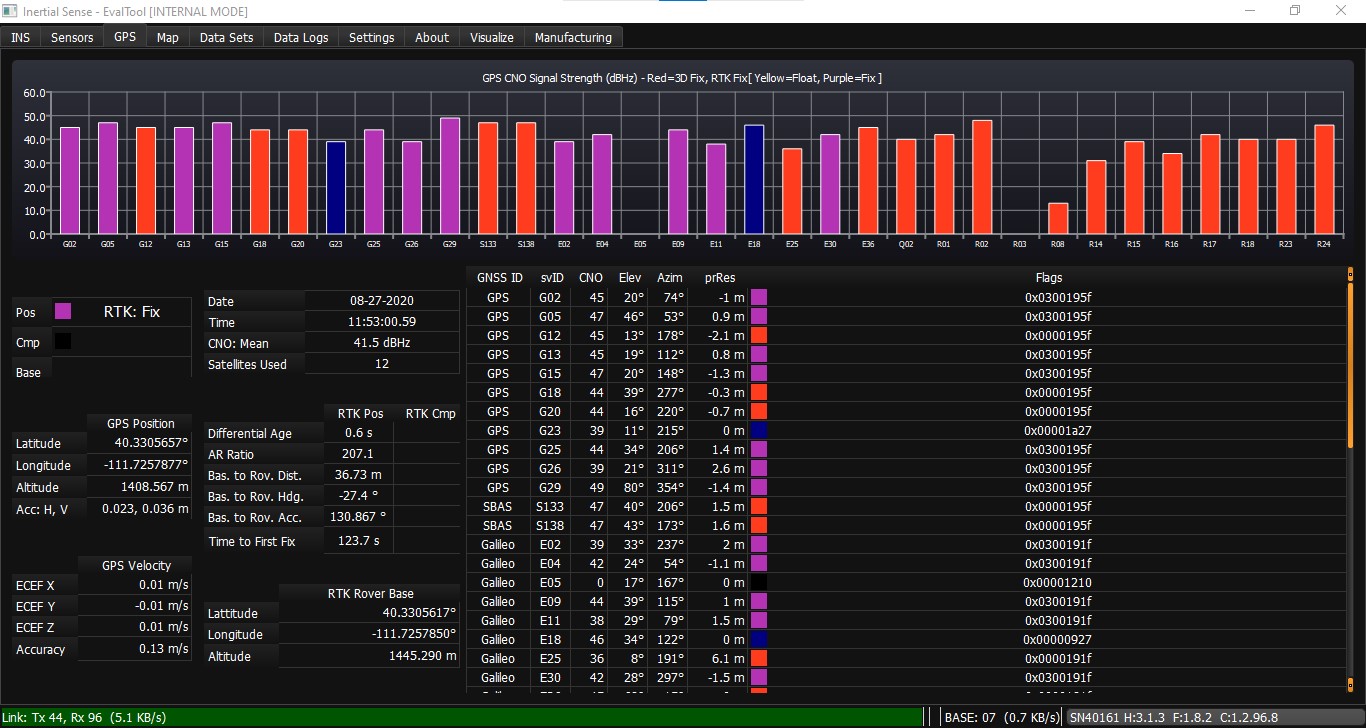 Inertial Sense - EvalTool [INTERNAL MODE]
INS Sensors GPS Map Data Sets Data Logs Settings About Visualize Manufacturing
GPS CNO Signal Strength (dBHz) - Red=3D Fix, RTK Fix[ Yellow=Float, Purple=Fix ]
60.0
50.0
40.0
30.0
20.0
10.0
0.0
G02 G05 G12 G13 G15 G18 G20 G23 G25 G26 G29 S133 S138 E02 E04 E05 E09 E11 E18 E25 E30 E36 Q02 R01 R02 R03 R08 R14 R15 R16 R17 R18 R23 R24
Pos RTK: Fix
Cmp
Base
Date 08-27-2020
Time 11:53:00.59
CNO: Mean 41.5 dBHz
Satellites Used 12
GPS Position
Latitude 40.3305657°
Longitude -111.7257877°
Altitude 1408.567 m
Acc: H, V 0.023, 0.036 m
RTK Pos RTK Cmp
Differential Age 0.6 s
AR Ratio 207.1
Bas. to Rov. Dist. 36.73 m
Bas. to Rov. Hdg. -27.4 °
Bas. to Rov. Acc. 130.867 °
Time to First Fix 123.7 s
GPS Velocity
ECEF X 0.01 m/s
ECEF Y -0.01 m/s
ECEF Z 0.01 m/s
Accuracy 0.13 m/s
RTK Rover Base
Lattitude 40.3305617°
Longitude -111.7257850°
Altitude 1445.290 m
GNSS ID svID CNO Elev Azim prRes Flags
GPS G02 45 20° 74° -1 m 0x0300195f
GPS G05 47 46° 53° 0.9 m 0x0300195f
GPS G12 45 13° 178° -2.1 m 0x0000195f
GPS G13 45 19° 112° 0.8 m 0x0300195f
GPS G15 47 20° 148° -1.3 m 0x0300195f
GPS G18 44 39° 277° -0.3 m 0x0000195f
GPS G20 44 16° 220° -0.7 m 0x0000195f
GPS G23 39 11° 215° 0 m 0x00001a27
GPS G25 44 34° 206° 1.4 m 0x0300195f
GPS G26 39 21° 311° 2.6 m 0x0300195f
GPS G29 49 80° 354° -1.4 m 0x0300195f
SBAS S133 47 40° 206° 1.5 m 0x0000195f
SBAS S138 47 43° 173° 1.6 m 0x0000195f
Galileo E02 39 33° 237° 2 m 0x0300191f
Galileo E04 42 24° 54° -1.1 m 0x0300191f
Galileo E05 0 17° 167° 0 m 0x00001210
Galileo E09 44 39° 115° 1 m 0x0300191f
Galileo E11 38 29° 79° 1.5 m 0x0300191f
Galileo E18 46 34° 122° 0 m 0x00000927
Galileo E25 36 8° 191° 6.1 m 0x0000191f
Galileo E30 42 28° 297° -1.5 m 0x0300191f
Link: Tx 44, Rx 96 (5.1 KB/s) BASE: 07 (0.7 KB/s) SN40161 H:3.1.3 F:1.8.2 C:1.2.96.8